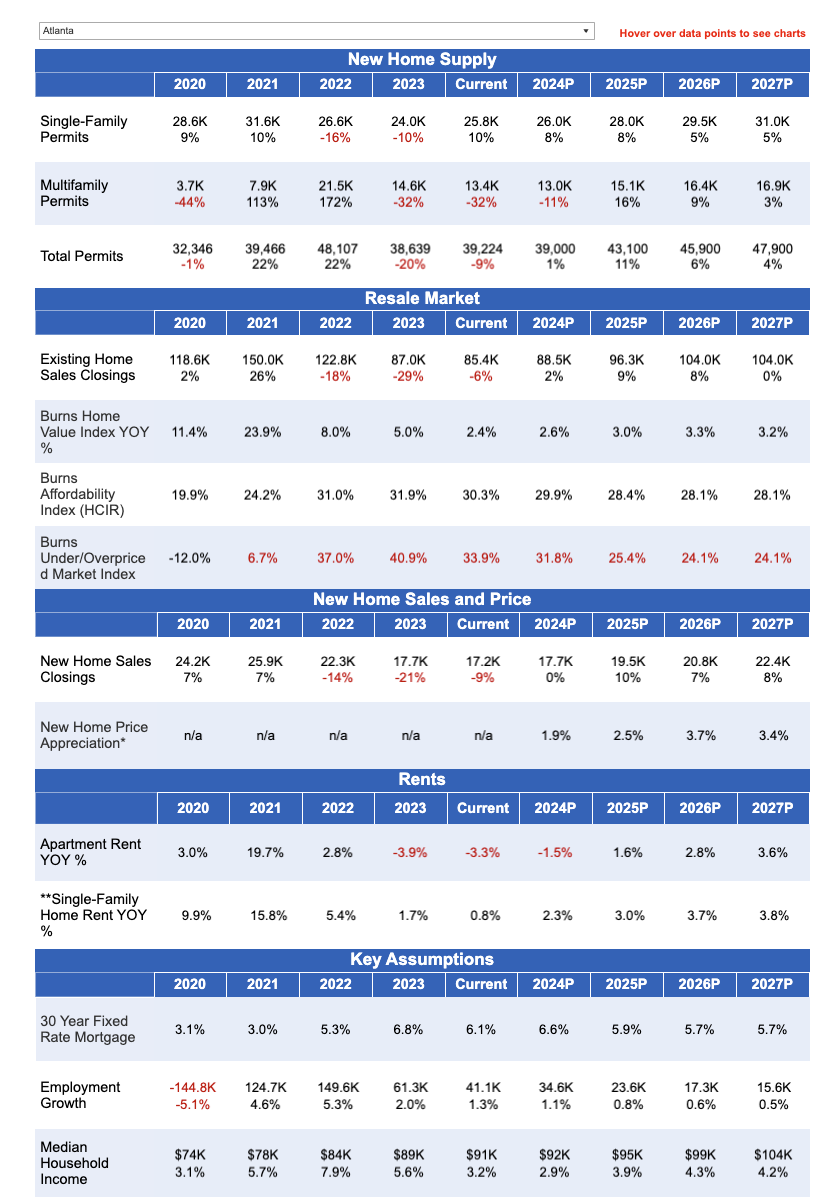 Atlanta
Hover over data points to see charts
New Home Supply
2020 2021 2022 2023 Current 2024P 2025P 2026P 2027P
Single-Family Permits
28.6K 31.6K 26.6K 24.0K 25.8K 26.0K 28.0K 29.5K 31.0K
9% 10% -16% -10% 10% 8% 8% 5% 5%
Multifamily Permits
3.7K 7.9K 21.5K 14.6K 13.4K 13.0K 15.1K 16.4K 16.9K
-44% 113% 172% -32% -32% -11% 16% 9% 3%
Total Permits
32,346 39,466 48,107 38,639 39,224 39,000 43,100 45,900 47,900
-1% 22% 22% -20% -9% 1% 11% 6% 4%
Resale Market
2020 2021 2022 2023 Current 2024P 2025P 2026P 2027P
Existing Home
Sales Closings
118.6K 150.0K 122.8K 87.0K 85.4K 88.5K 96.3K 104.0K 104.0K
2% 26% -18% -29% -6% 2% 9% 8% 0%
Burns Home
Value Index YOY
%
11.4% 23.9% 8.0% 5.0% 2.4% 2.6% 3.0% 3.3% 3.2%
Burns
Affordability
Index (HCIR)
19.9% 24.2% 31.0% 31.9% 30.3% 29.9% 28.4% 28.1% 28.1%
Burns
Under/Overprice
d Market Index
-12.0% 6.7% 37.0% 40.9% 33.9% 31.8% 25.4% 24.1% 24.1%
New Home Sales and Price
2020 2021 2022 2023 Current 2024P 2025P 2026P 2027P
New Home Sales
Closings
24.2K 25.9K 22.3K 17.7K 17.2K 17.7K 19.5K 20.8K 22.4K
7% 7% -14% -21% -9% 0% 10% 7% 8%
New Home Price
Appreciation*
n/a n/a n/a n/a n/a 1.9% 2.5% 3.7% 3.4%
Rents
2020 2021 2022 2023 Current 2024P 2025P 2026P 2027P
Apartment Rent
YOY %
3.0% 19.7% 2.8% -3.9% -3.3% -1.5% 1.6% 2.8% 3.6%
**Single-Family
Home Rent YOY
%
9.9% 15.8% 5.4% 1.7% 0.8% 2.3% 3.0% 3.7% 3.8%
Key Assumptions
2020 2021 2022 2023 Current 2024P 2025P 2026P 2027P
30 Year Fixed
Rate Mortgage
3.1% 3.0% 5.3% 6.8% 6.1% 6.6% 5.9% 5.7% 5.7%
Employment
Growth
-144.8K 124.7K 149.6K 61.3K 41.1K 34.6K 23.6K 17.3K 15.6K
-5.1% 4.6% 5.3% 2.0% 1.3% 1.1% 0.8% 0.6% 0.5%
Median
Household
Income
$74K $78K $84K $89K $91K $92K $95K $99K $104K
3.1% 5.7% 7.9% 5.6% 3.2% 2.9% 3.9% 4.3% 4.2%